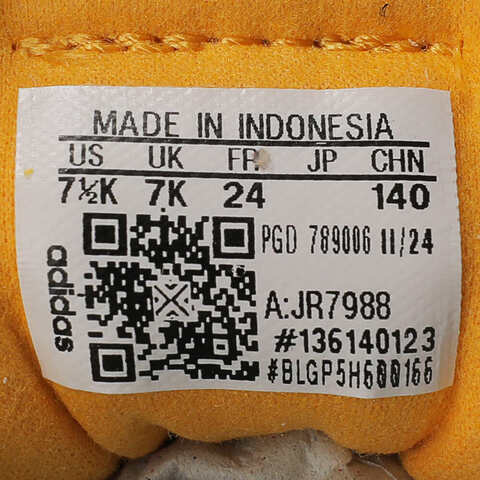 MADE IN INDONESIA
US UK FR JP CHN
7½K 7K 24 140
PGD 789006 11/24
adidas
A:JR7988
#136140123
#BLGP5H600166